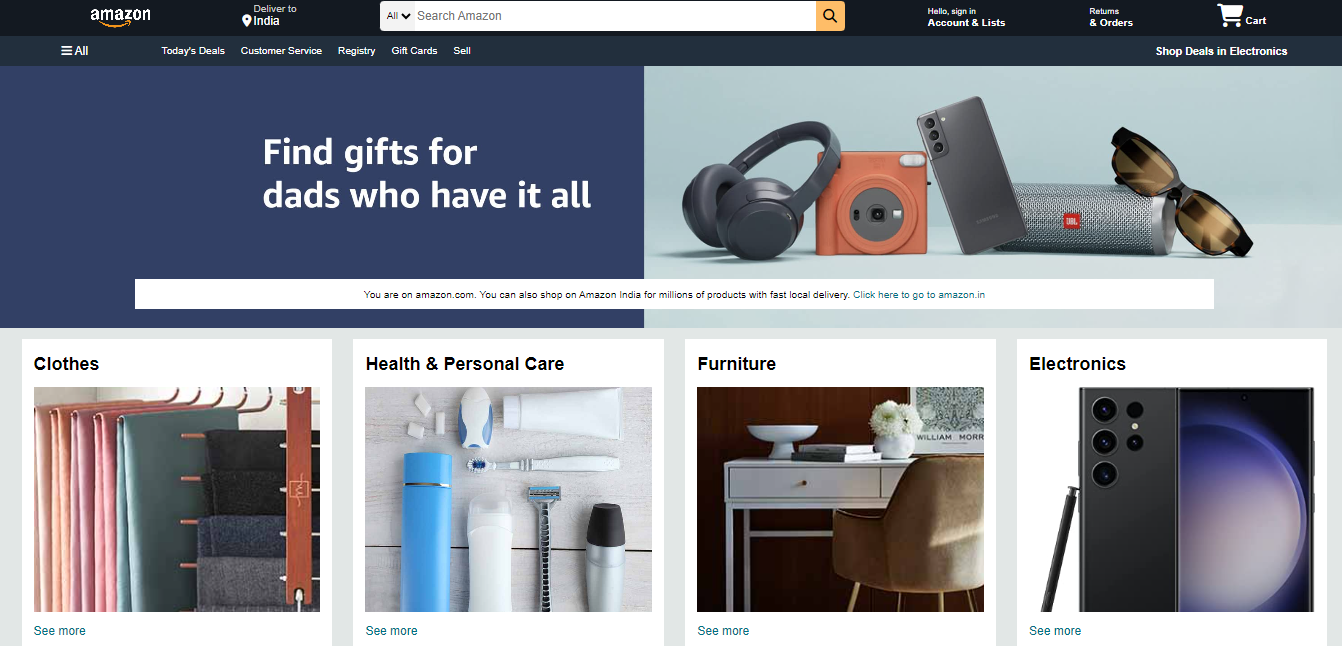 amazon
Deliver to
India
All
Search Amazon
Hello, sign in
Account & Lists
Returns
& Orders
Cart
All
Today's Deals
Customer Service
Registry
Gift Cards
Sell
Shop Deals in Electronics
Find gifts for
dads who have it all
SAMSUNG
JBL
You are on amazon.com. You can also shop on Amazon India for millions of products with fast local delivery. Click here to go to amazon.in
Clothes
Health & Personal Care
Furniture
Electronics
WILLIAM MORR
See more
See more
See more
See more